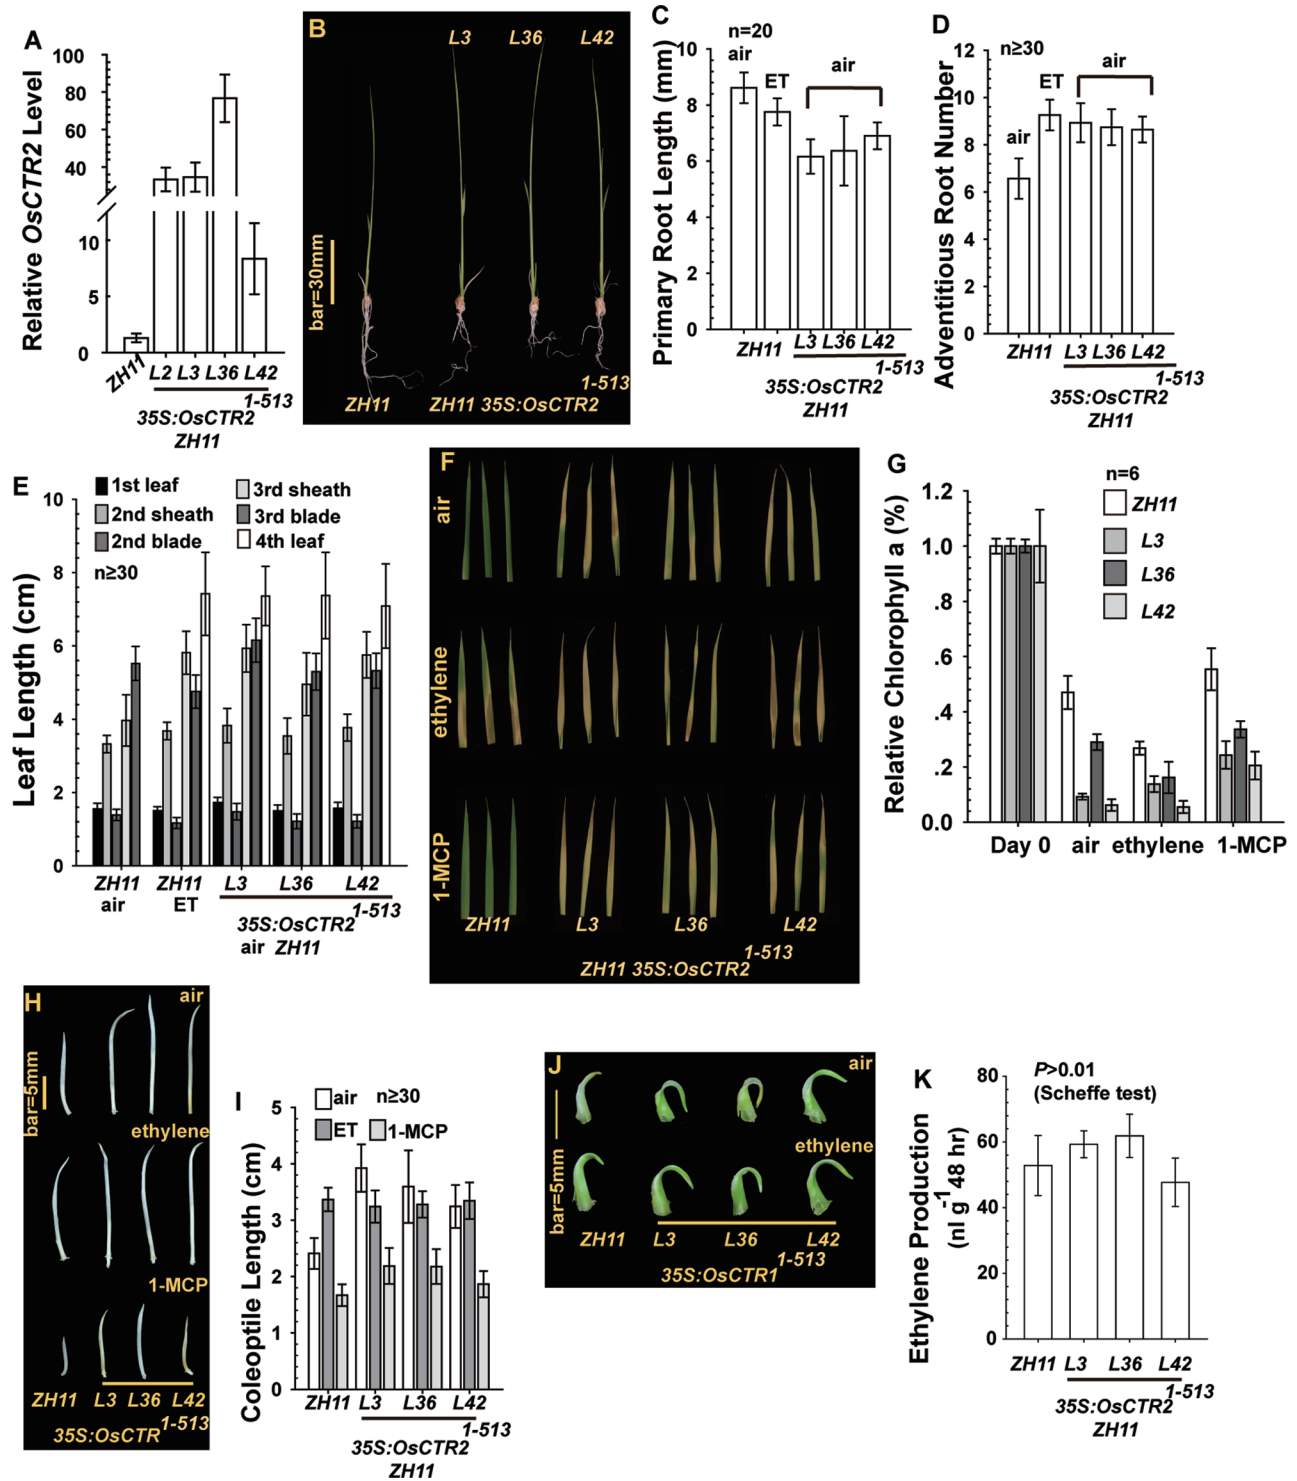 A
Relative OsCTR2 Level
100
80
60
40
10
5
0
ZH11
L2 L3 L36 L42
1-513
35S:OsCTR2
ZH11
B
L3 L36 L42
bar=30mm
1-513
ZH11 ZH11 35S:OsCTR2
C
n=20
air
ET
air
Primary Root Length (mm)
10
8
6
4
2
0
ZH11
L3 L36 L42
1-513
35S:OsCTR2
ZH11
D
n≥30
air
ET
air
Adventitious Root Number
12
10
8
6
4
2
0
ZH11
L3 L36 L42
1-513
35S:OsCTR2
ZH11
E
1st leaf
2nd sheath
2nd blade
3rd sheath
3rd blade
4th leaf
n≥30
Leaf Length (cm)
10
8
6
4
2
0
ZH11 ZH11 L3 L36 L42
air ET
1-513
35S:OsCTR2
air ZH11
F
air
ethylene
1-MCP
ZH11 L3 L36 L42
1-513
ZH11 35S:OsCTR2
G
n=6
ZH11
L3
L36
L42
Relative Chlorophyll a (%)
1.2
1.0
.8
.6
.4
.2
0.0
Day 0 air ethylene 1-MCP
H
air
bar=5mm
ethylene
1-MCP
ZH11 L3 L36 L42
1-513
35S:OsCTR
I
air n≥30
ET 1-MCP
Coleoptile Length (cm)
5
4
3
2
1
0
ZH11 L3 L36 L42
1-513
35S:OsCTR2
ZH11
J
air
ethylene
bar=5mm
ZH11 L3 L36 L42
1-513
35S:OsCTR1
K
P>0.01
(Scheffe test)
Ethylene Production
(nl g-1 48 hr)
80
60
40
20
0
ZH11 L3 L36 L42
1-513
35S:OsCTR2
ZH11